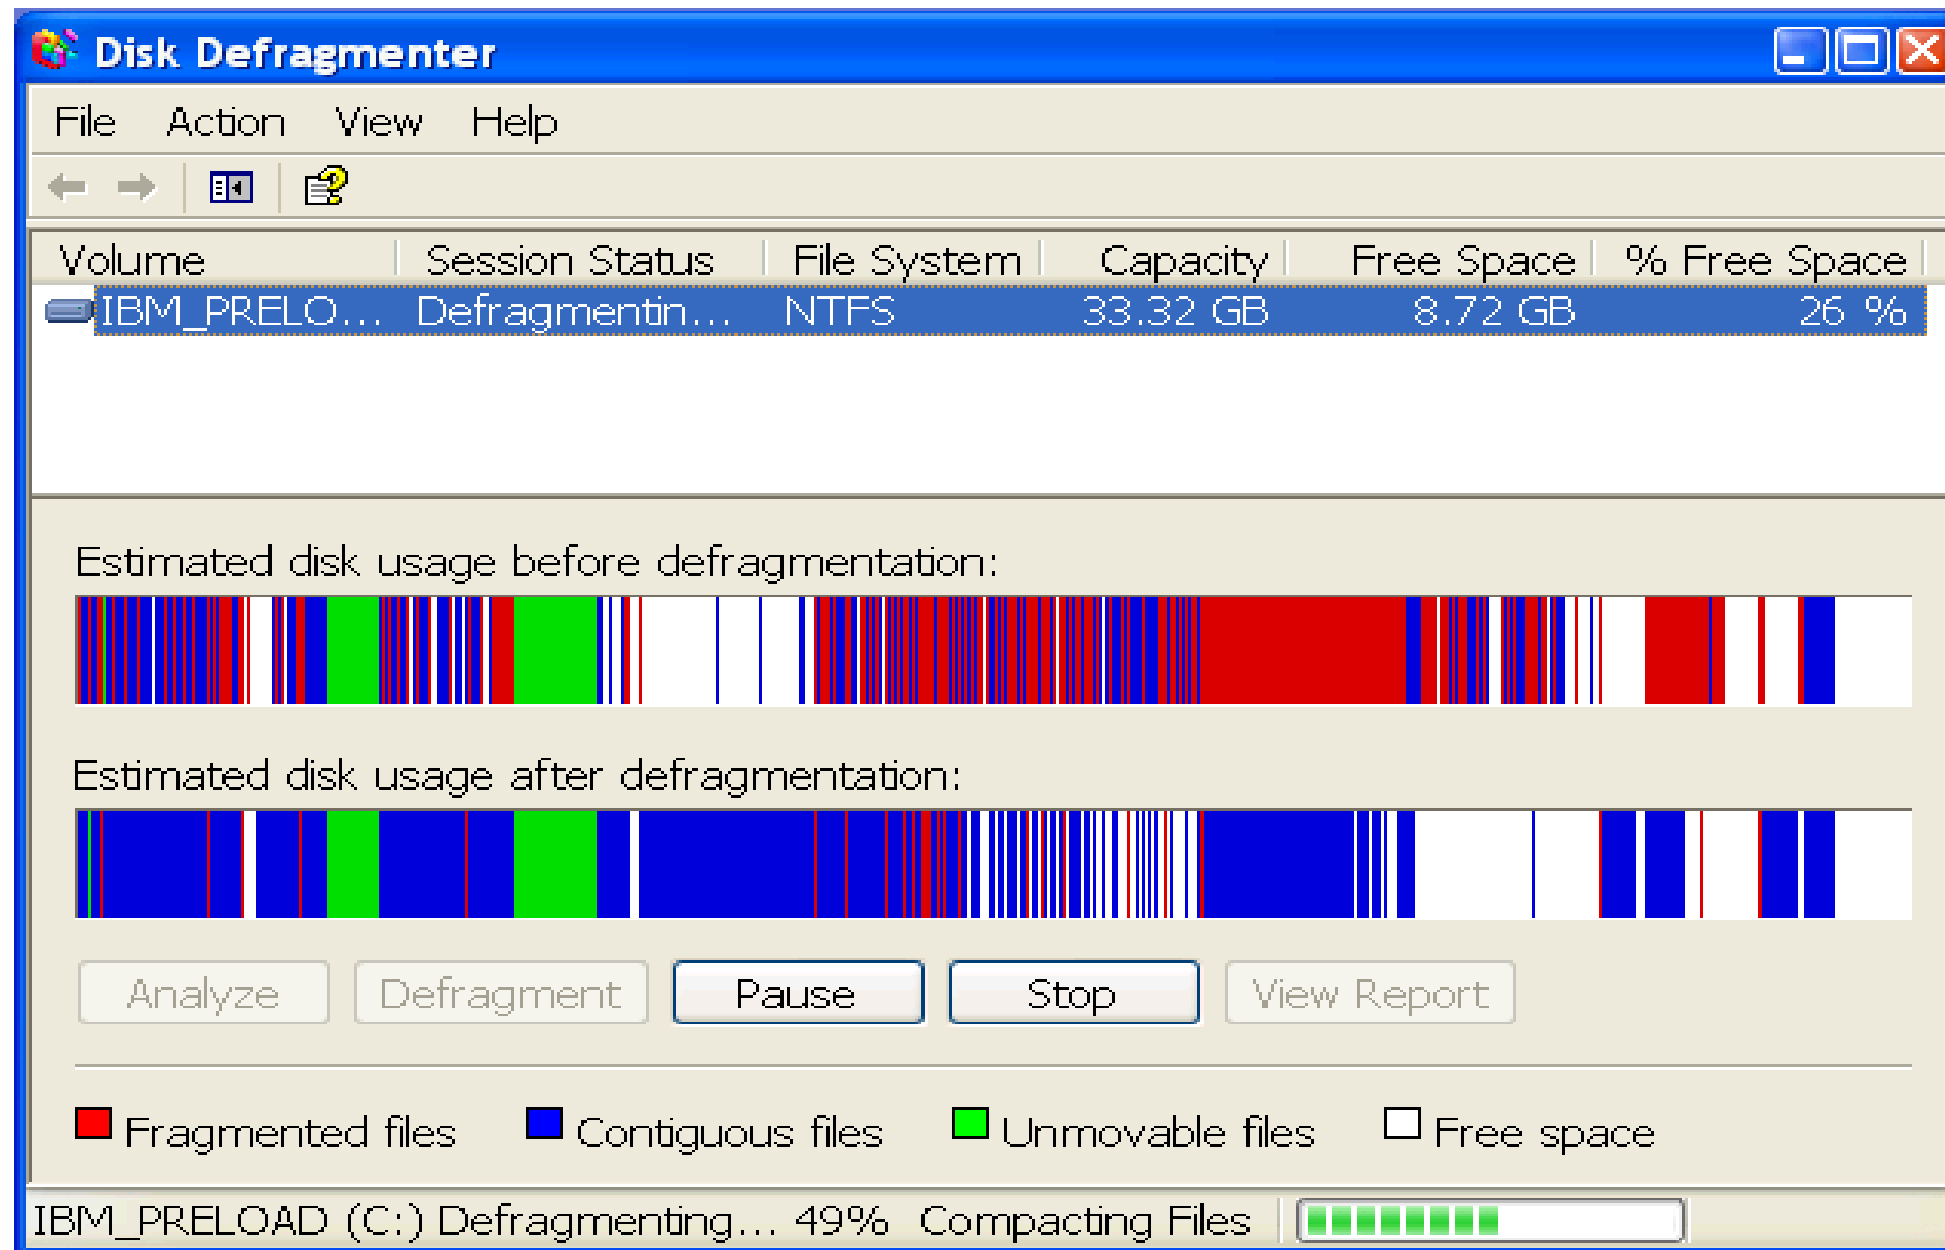 Disk Defragmenter
File Action View Help
Volume Session Status File System Capacity Free Space % Free Space
IBM_PRELO... Defragmentin... NTFS 33.32 GB 8.72 GB 26 %
Estimated disk usage before defragmentation:
Estimated disk usage after defragmentation:
Analyze Defragment Pause Stop View Report
Fragmented files Contiguous files Unmovable files Free space
IBM_PRELOAD (C:) Defragmenting... 49% Compacting Files